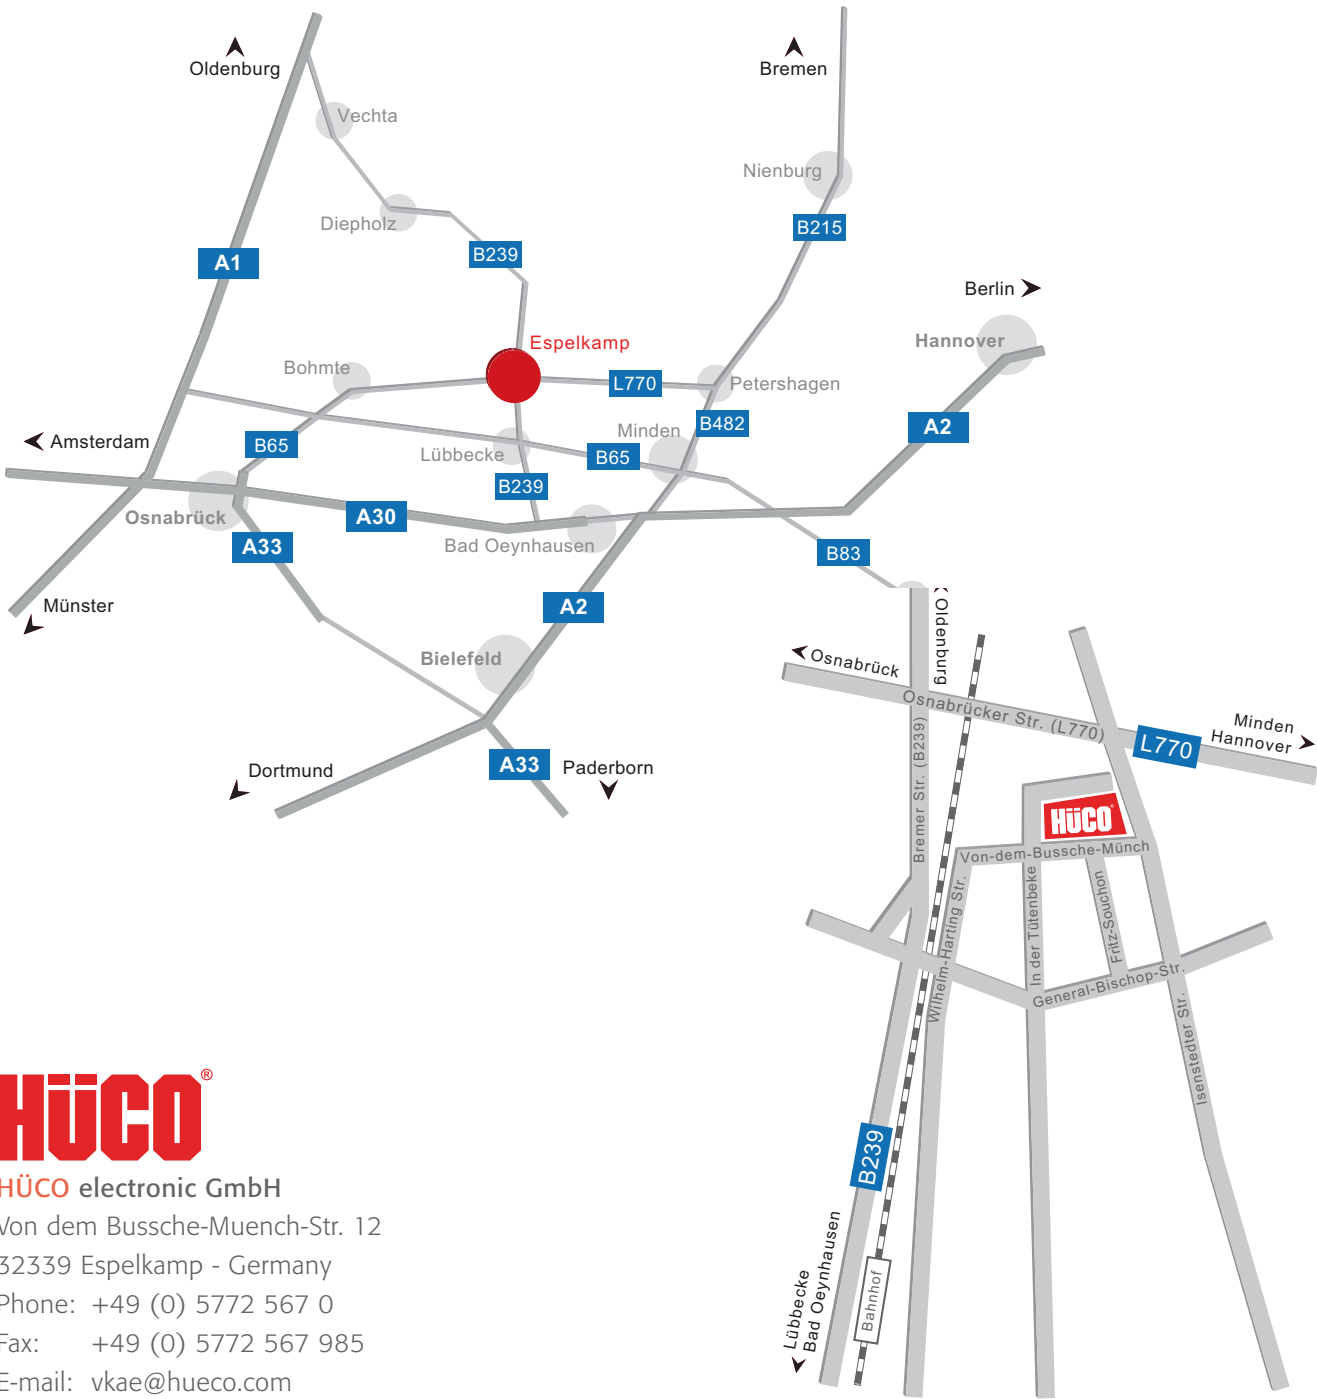 Oldenburg
Bremen
Vechta
Nienburg
Diepholz
B215
B239
A1
Berlin
Hannover
Espelkamp
Bohmte
L770
Petershagen
B482
A2
Minden
Amsterdam
B65
Lübbecke
B65
B239
Osnabrück
A30
A33
Bad Oeynhausen
B83
Münster
A2
Bielefeld
Dortmund
A33
Paderborn
Oldenburg
Osnabrück
Osnabrücker Str. (L770)
Minden
Hannover
L770
Bremer Str. (B239)
HÜCO
Von-dem-Bussche-Münch
Wilhelm-Harting Str.
In der Tütenbeke
Fritz-Souchon
General-Bischop-Str.
Isenstedter Str.
B239
Lübbecke
Bad Oeynhausen
Bahnhof
HÜCO®
HÜCO electronic GmbH
Von dem Bussche-Muench-Str. 12
32339 Espelkamp - Germany
Phone: +49 (0) 5772 567 0
Fax: +49 (0) 5772 567 985
E-mail: vkae@hueco.com